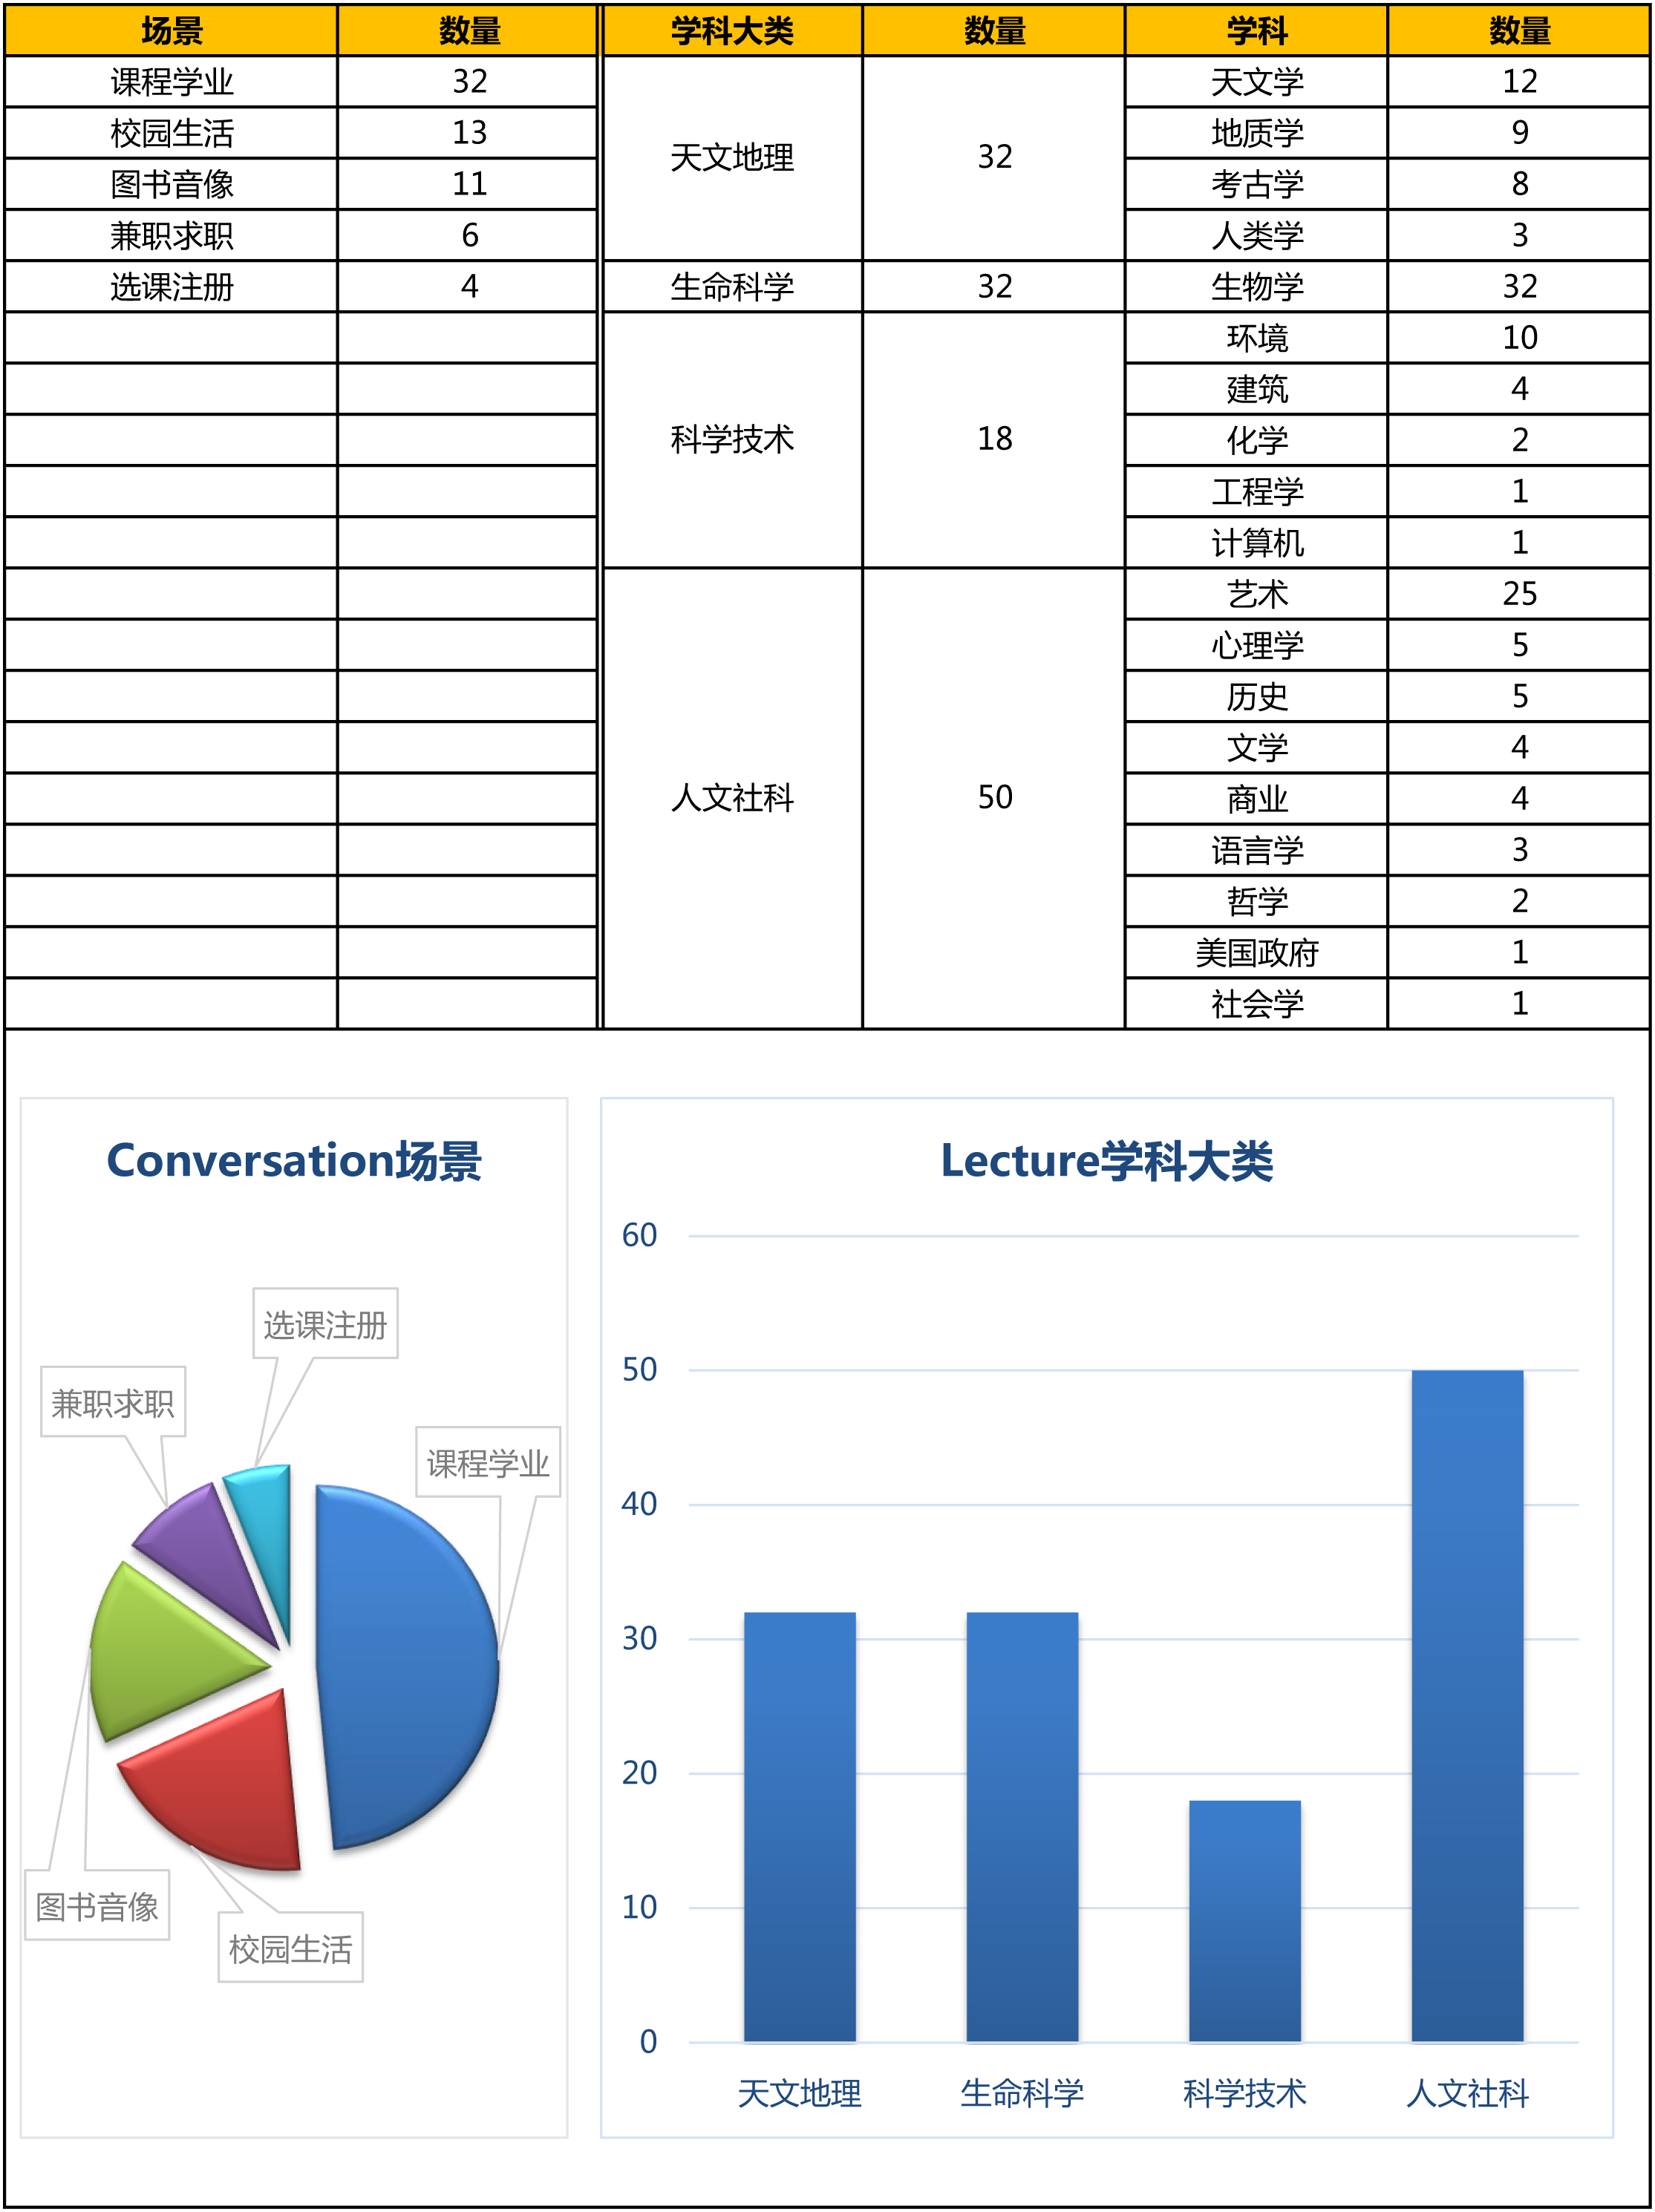 场景 数量 学科大类 数量 学科 数量
课程学业 32 天文地理 32 天文学 12
校园生活 13 地质学 9
图书音像 11 考古学 8
兼职求职 6 人类学 3
选课注册 4 生命科学 32 生物学 32
科学技术 18 环境 10
建筑 4
化学 2
工程学 1
计算机 1
人文社科 50 艺术 25
心理学 5
历史 5
文学 4
商业 4
语言学 3
哲学 2
美国政府 1
社会学 1
Conversation场景
选课注册
兼职求职
课程学业
图书音像
校园生活
Lecture学科大类
60
50
40
30
20
10
0
天文地理 生命科学 科学技术 人文社科